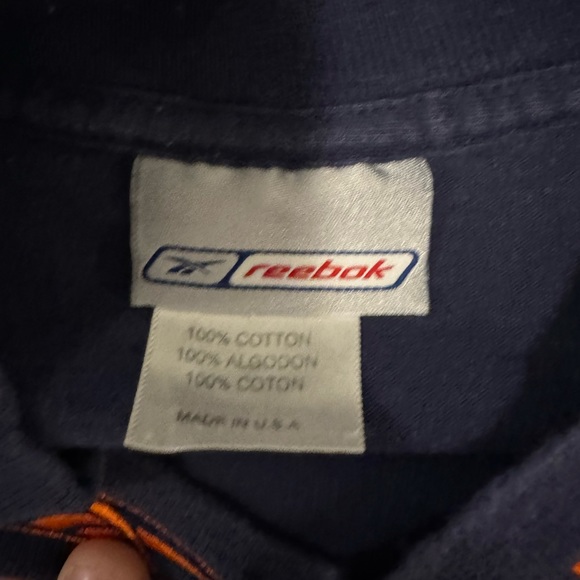 reebok
100% COTTON
100% ALGODON
100% COTON
MADE IN U.S.A